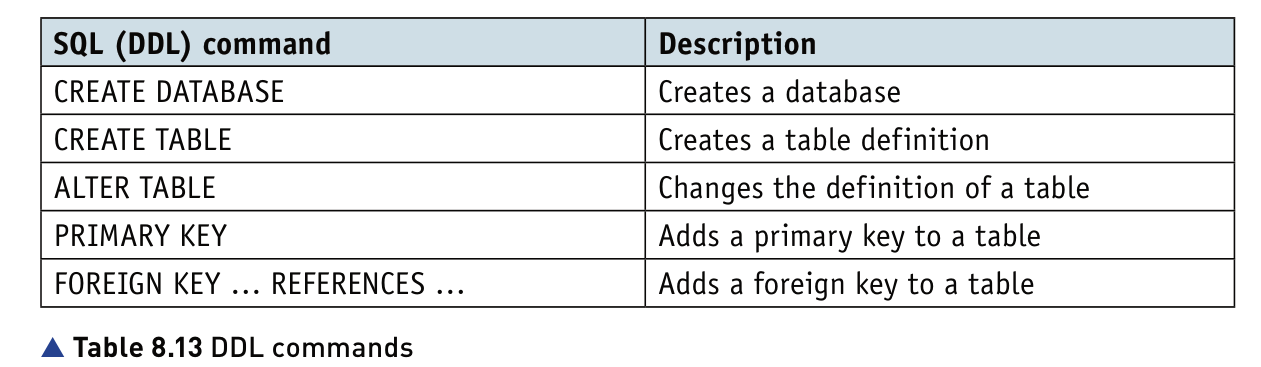 SQL (DDL) command Description
CREATE DATABASE Creates a database
CREATE TABLE Creates a table definition
ALTER TABLE Changes the definition of a table
PRIMARY KEY Adds a primary key to a table
FOREIGN KEY … REFERENCES … Adds a foreign key to a table
▲ Table 8.13 DDL commands